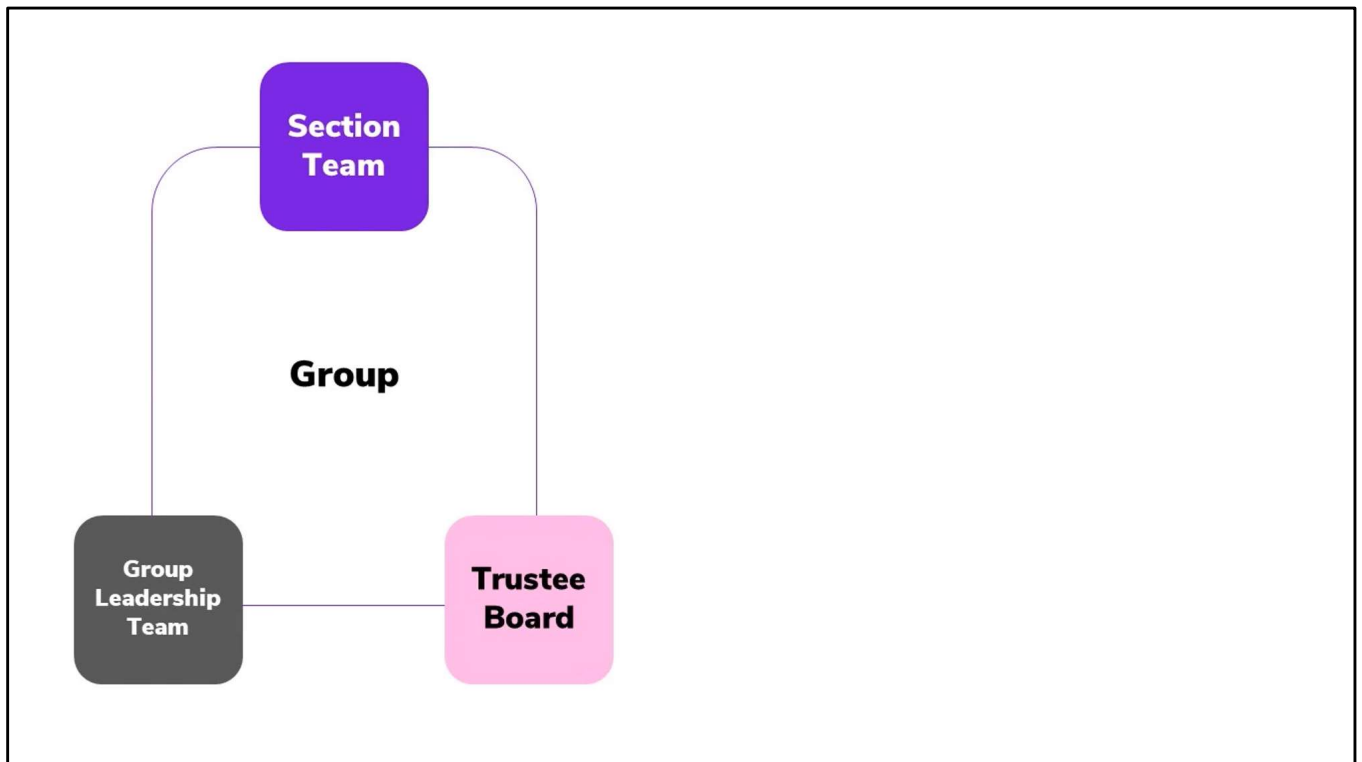 Section
Team
Group
Group
Leadership
Team
Trustee
Board